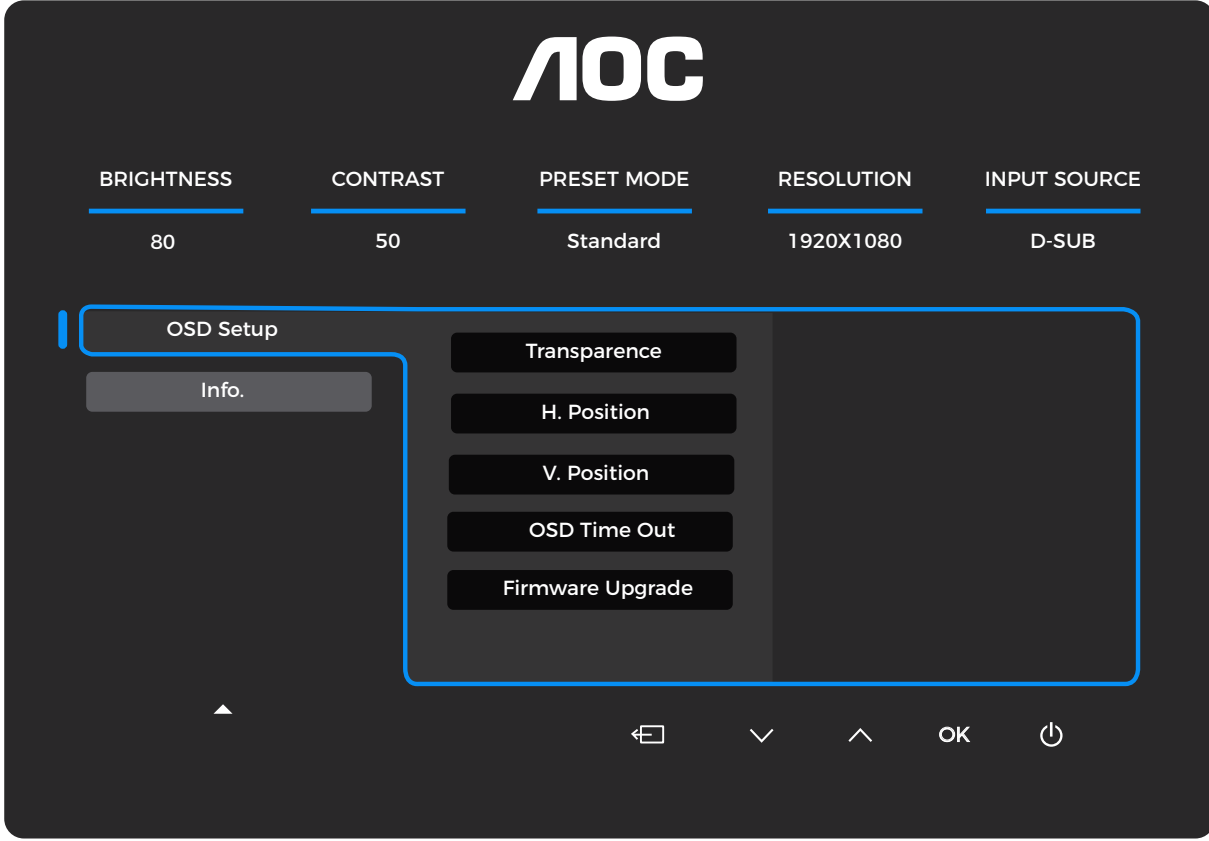 AOC
BRIGHTNESS CONTRAST PRESET MODE RESOLUTION INPUT SOURCE
80 50 Standard 1920X1080 D-SUB
OSD Setup
Info.
Transparence
H. Position
V. Position
OSD Time Out
Firmware Upgrade
OK